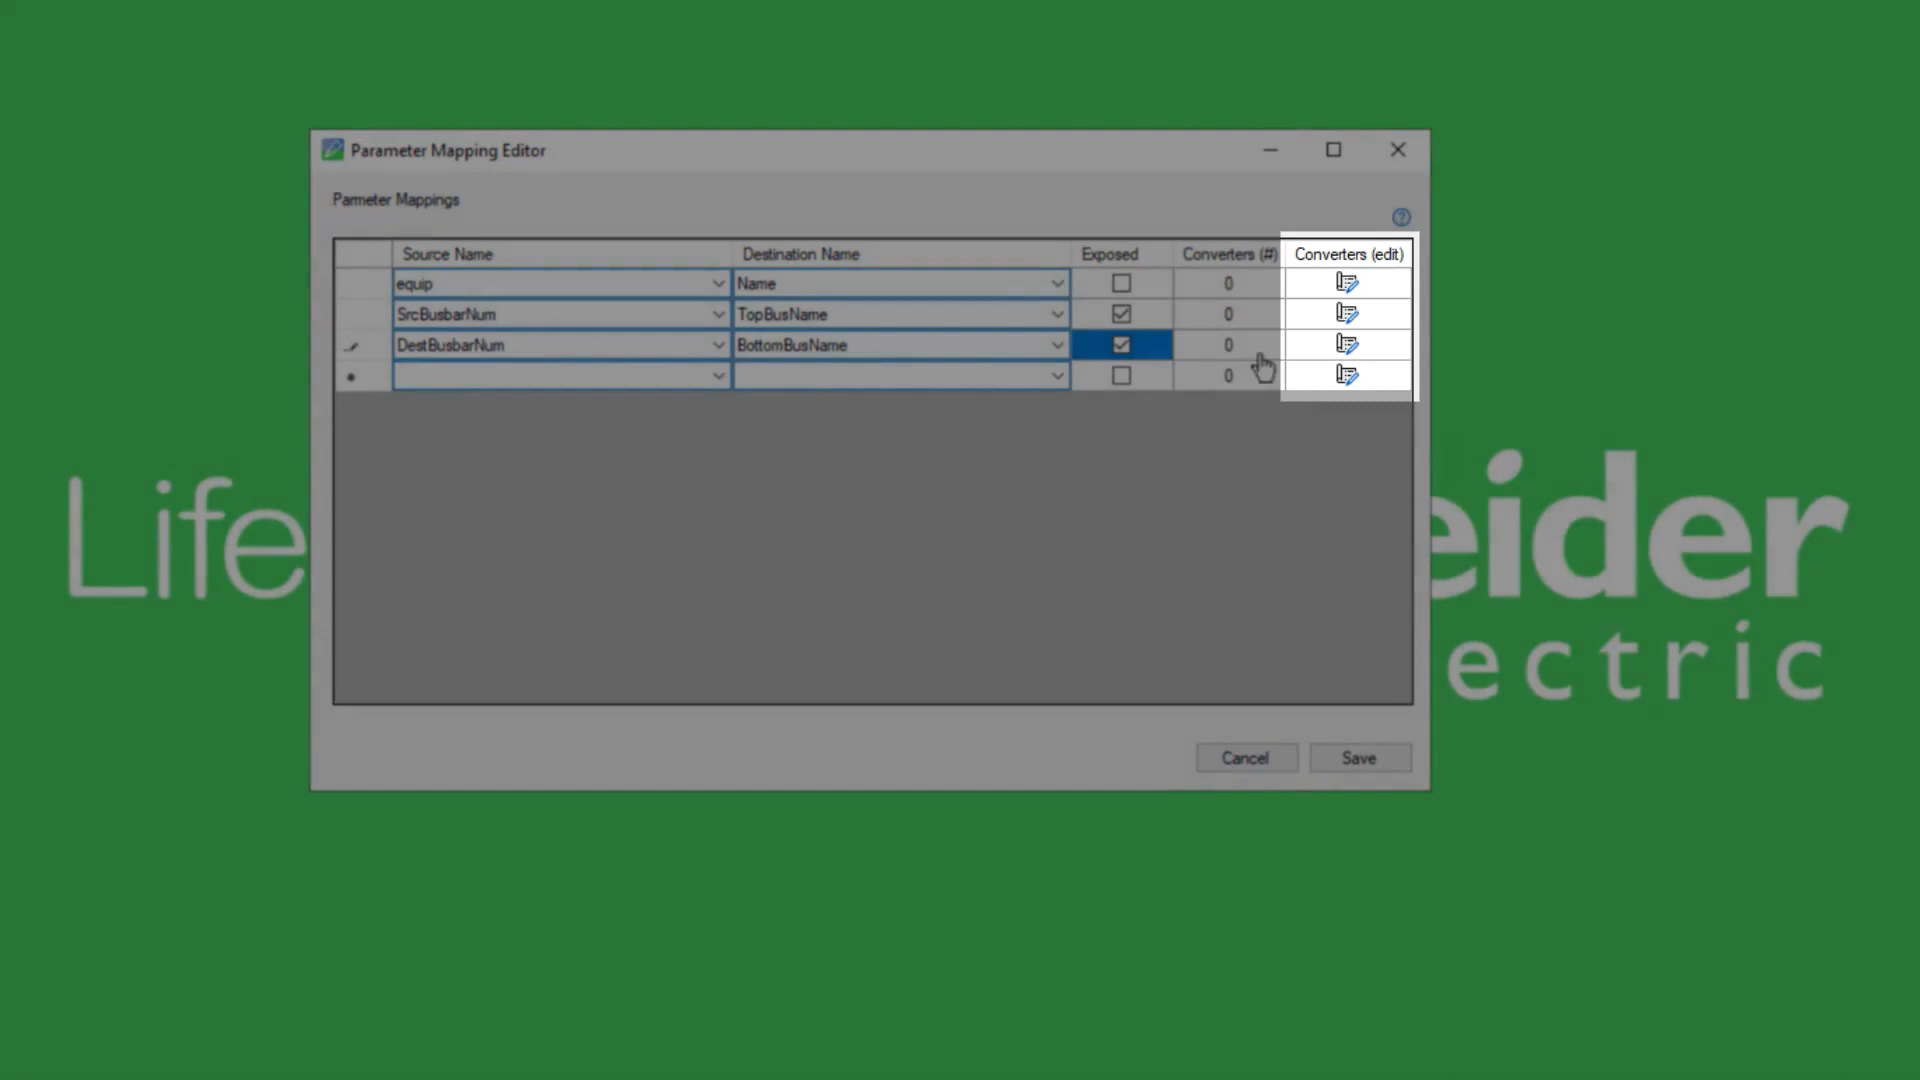 Parameter Mapping Editor
Parmeter Mappings
Source Name Destination Name Exposed Converters (#) Converters (edit)
equip Name 0
SrcBusbarNum TopBusName 0
DestBusbarNum BottomBusName 0
0
Life eider
ectric
Cancel Save